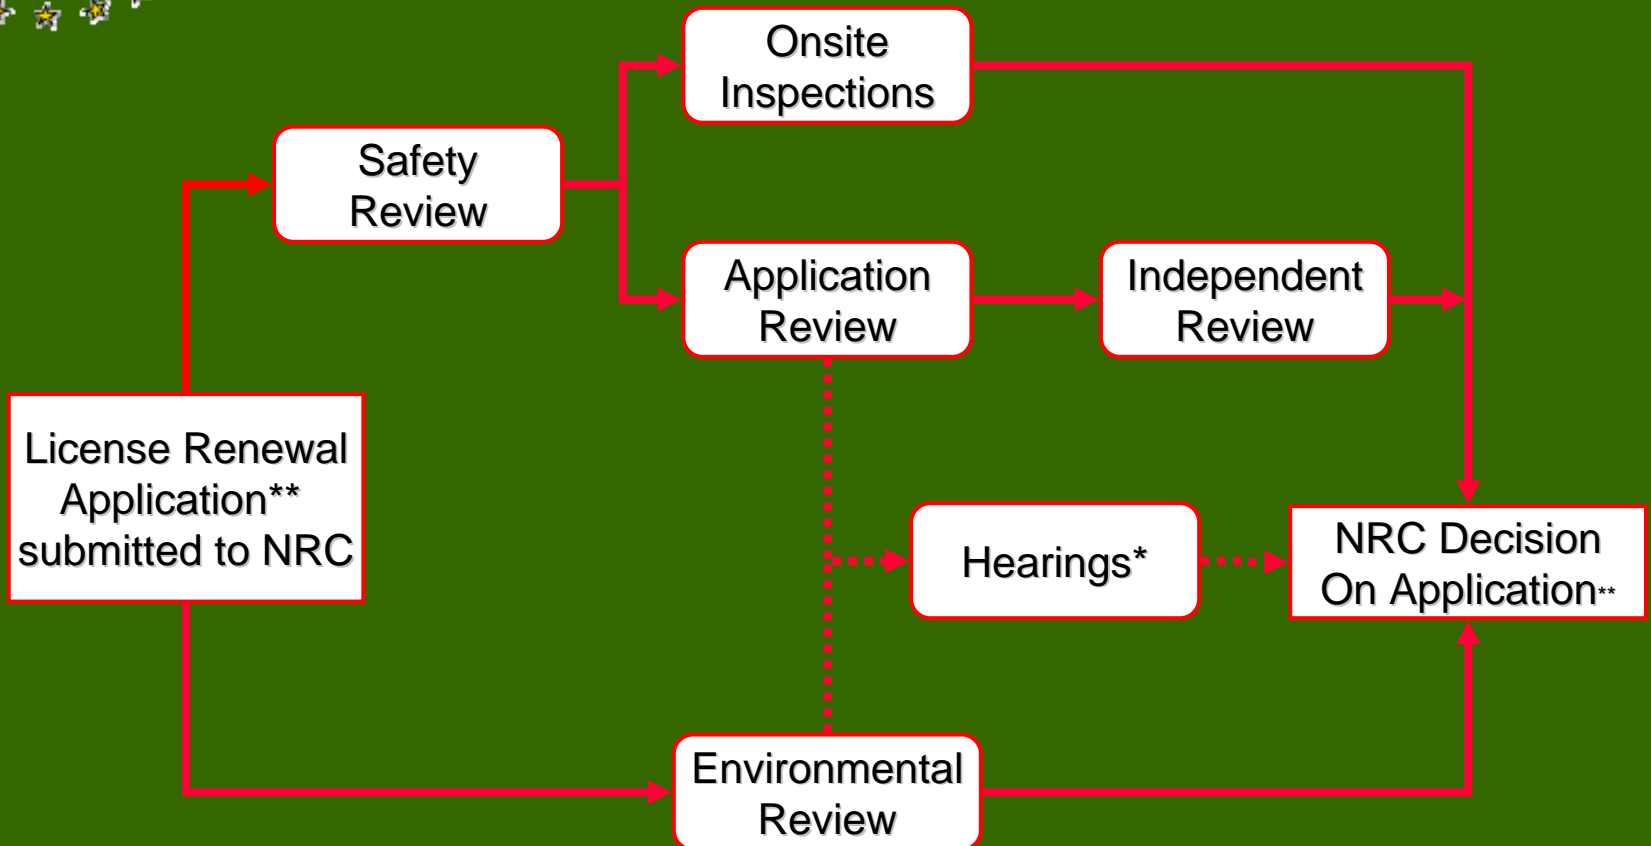 Onsite
Inspections
Safety
Review
Application
Review
Independent
Review
License Renewal
Application**
submitted to NRC
Hearings*
NRC Decision
On Application**
Environmental
Review